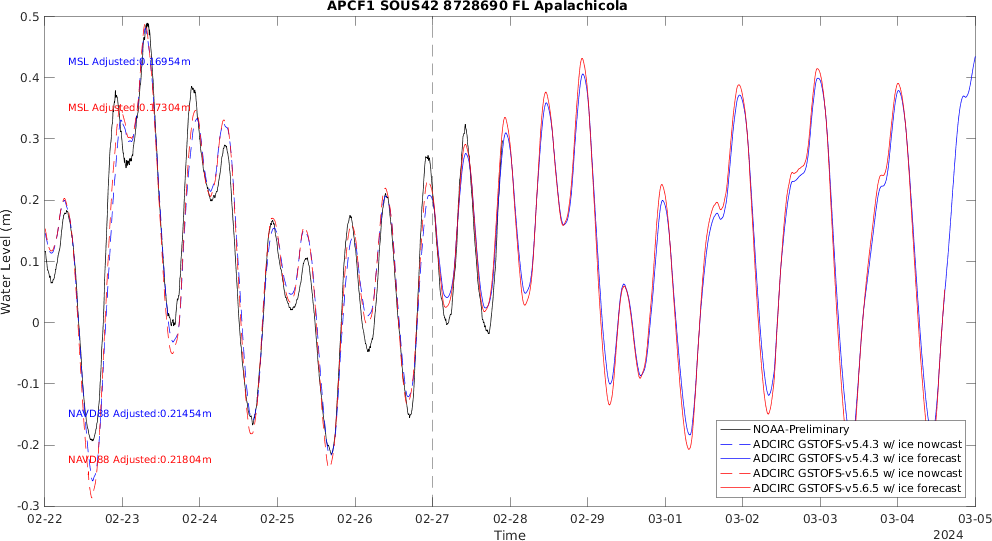 APCF1 SOUS42 8728690 FL Apalachicola
0.5
0.4
0.3
0.2
0.1
0
-0.1
-0.2
-0.3
Water Level (m)
MSL Adjusted:0.16954m
MSL Adjusted:0.17304m
NAVD88 Adjusted:0.21454m
NAVD88 Adjusted:0.21804m
NOAA-Preliminary
ADCIRC GSTOFS-v5.4.3 w/ ice nowcast
ADCIRC GSTOFS-v5.4.3 w/ ice forecast
ADCIRC GSTOFS-v5.6.5 w/ ice nowcast
ADCIRC GSTOFS-v5.6.5 w/ ice forecast
02-22 02-23 02-24 02-25 02-26 02-27 02-28 02-29 03-01 03-02 03-03 03-04 03-05
Time
2024